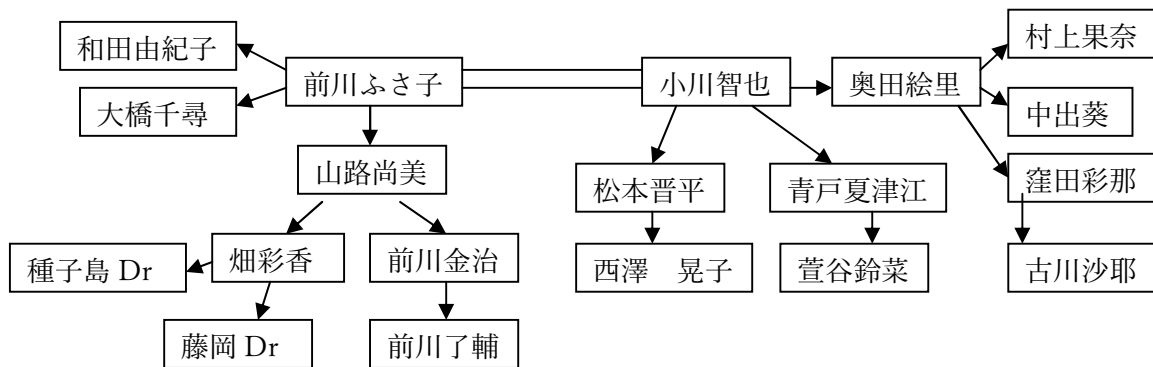 和田由紀子
村上果奈
前川ふさ子
小川智也
奥田絵里
大橋千尋
中出葵
山路尚美
松本晋平
青戸夏津江
窪田彩那
種子島 Dr
畑彩香
前川金治
西澤　晃子
萱谷鈴菜
古川沙耶
藤岡 Dr
前川了輔